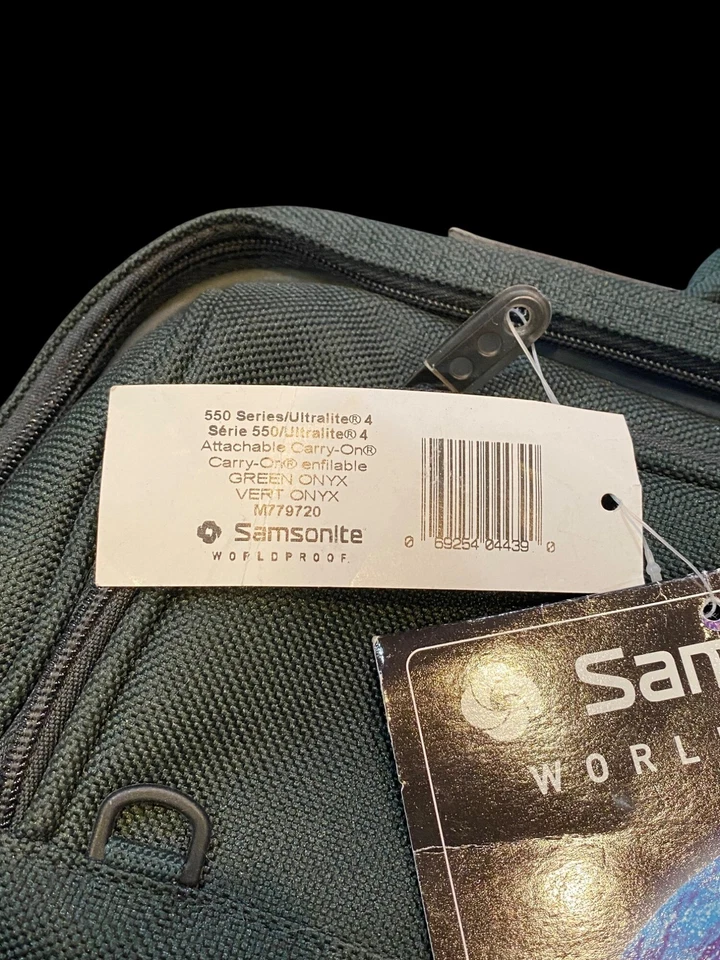 550 Series/Ultralite® 4
Série 550/Ultralite® 4
Attachable Carry-On®
Carry-On® enfilable
GREEN ONYX
VERT ONYX
M779720
Samsonite
WORLDPROOF
0 69254 04439 0
Sam
WORL